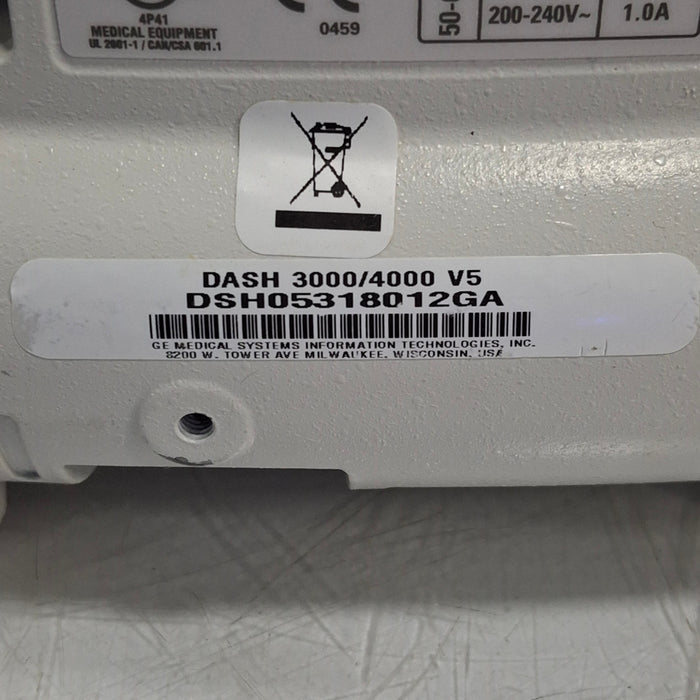 4P41
MEDICAL EQUIPMENT
UL 2601-1 / CAN/CSA 601.1
0459
50-
200-240V~
1.0A
DASH 3000/4000 V5
DSH05318012GA
GE MEDICAL SYSTEMS INFORMATION TECHNOLOGIES, INC.
8200 W. TOWER AVE MILWAUKEE, WISCONSIN, USA